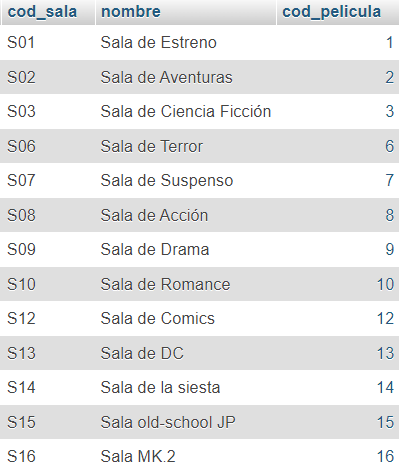 cod_sala nombre cod_pelicula
S01 Sala de Estreno 1
S02 Sala de Aventuras 2
S03 Sala de Ciencia Ficción 3
S06 Sala de Terror 6
S07 Sala de Suspenso 7
S08 Sala de Acción 8
S09 Sala de Drama 9
S10 Sala de Romance 10
S12 Sala de Comics 12
S13 Sala de DC 13
S14 Sala de la siesta 14
S15 Sala old-school JP 15
S16 Sala MK.2 16